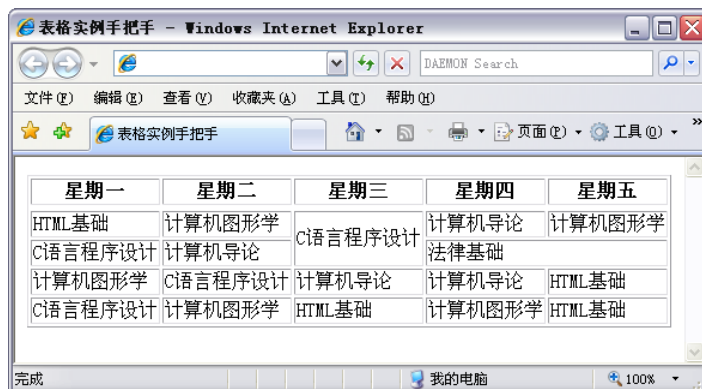 表格实例手把手 - Windows Internet Explorer
DAEMON Search
文件(F) 编辑(E) 查看(V) 收藏夹(A) 工具(T) 帮助(H)
表格实例手把手 页面(P) 工具(O) »
星期一 星期二 星期三 星期四 星期五
HTML基础 计算机图形学 C语言程序设计 计算机导论 计算机图形学
C语言程序设计 计算机导论 法律基础
计算机图形学 C语言程序设计 计算机导论 计算机导论 HTML基础
C语言程序设计 计算机图形学 HTML基础 计算机图形学 HTML基础
完成 我的电脑 100%